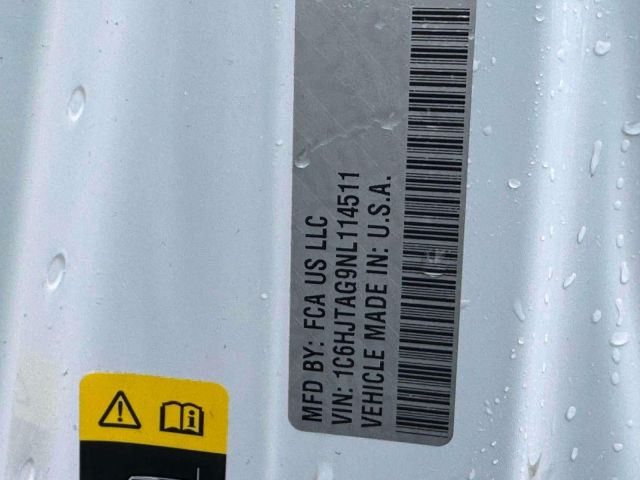 MFD BY: FCA US LLC
VIN: 1C6HJTAG9NL114511
VEHICLE MADE IN: U.S.A.